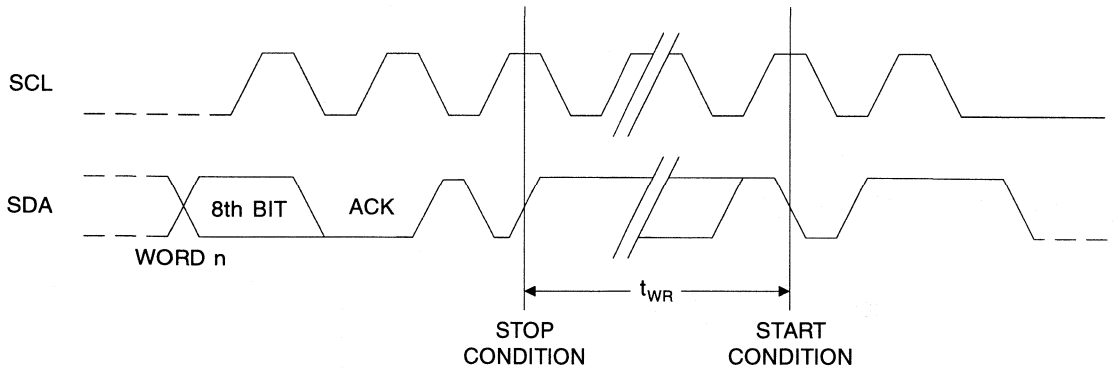 SCL
SDA
8th BIT
ACK
WORD n
tWR
STOP
CONDITION
START
CONDITION